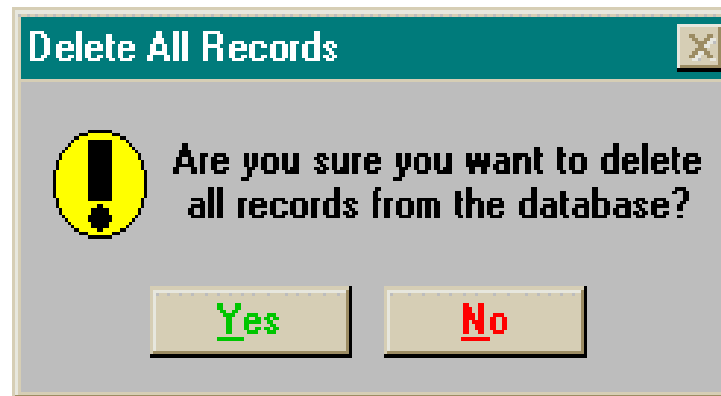 Delete All Records
Are you sure you want to delete
all records from the database?
Yes
No